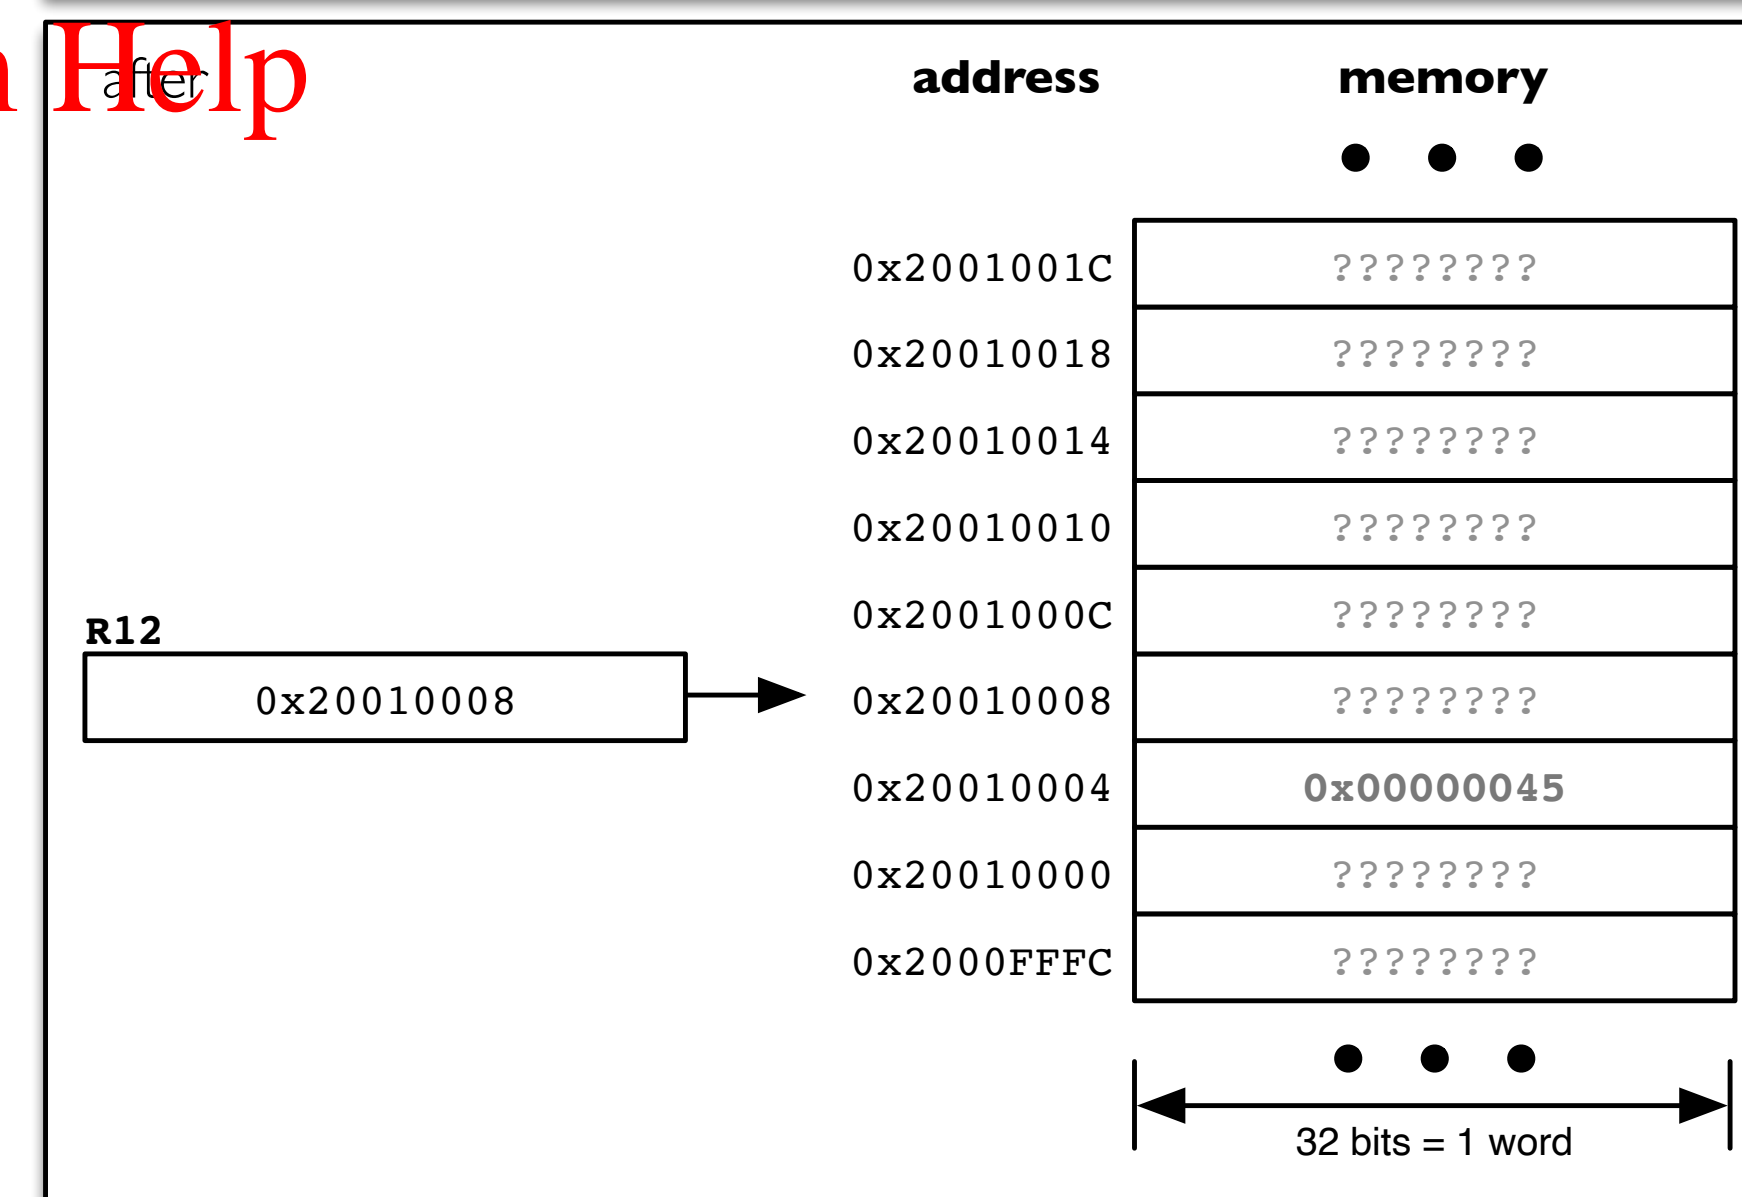 n Help
after
address memory
• • •
0x2001001C ????????
0x20010018 ????????
0x20010014 ????????
0x20010010 ????????
0x2001000C ????????
R12
0x20010008 0x20010008 ????????
0x20010004 0x00000045
0x20010000 ????????
0x2000FFFC ????????
• • •
32 bits = 1 word